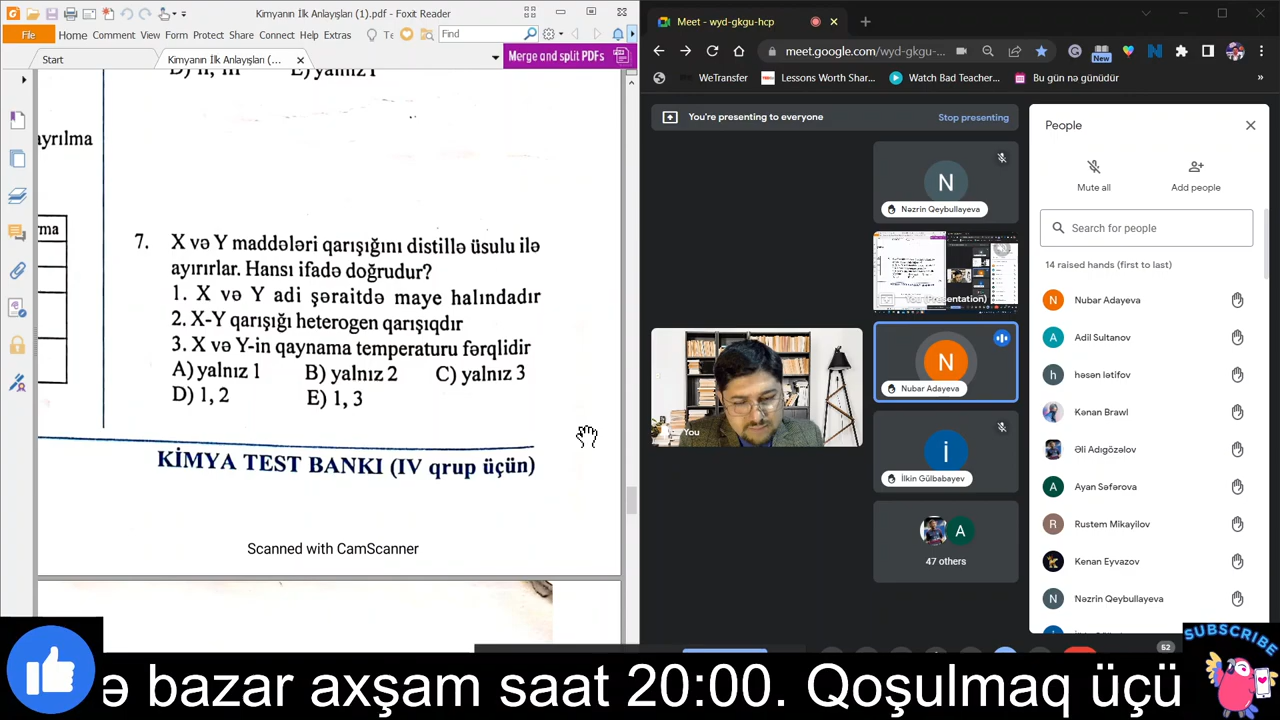 Kimyanın İlk Anlayışları (1).pdf - Foxit Reader
File Home Comment View Form Protect Share Connect Help Extras Find
Start
Kimyanın İlk Anlayışları (...
Merge and split PDFs
D) II, III E) yalnız I
ayrılma
ma
7. X və Y maddələri qarışığını distillə üsulu ilə
ayırırlar. Hansı ifadə doğrudur?
1. X və Y adi şəraitdə maye halındadır
2. X-Y qarışığı heterogen qarışıqdır
3. X və Y-in qaynama temperaturu fərqlidir
A) yalnız 1 B) yalnız 2 C) yalnız 3
D) 1, 2 E) 1, 3
KİMYA TEST BANKI (IV qrup üçün)
Scanned with CamScanner
Meet - wyd-gkgu-hcp
meet.google.com/wyd-gkgu-...
New
WeTransfer Lessons Worth Shar... Watch Bad Teacher... Bu gün nə günüdür
You're presenting to everyone Stop presenting
N
Nəzrin Qeybullayeva
N
Nubar Adayeva
You
i
İlkin Gülbabayev
A
47 others
People
Mute all Add people
Search for people
14 raised hands (first to last)
N Nubar Adayeva
A Adil Sultanov
h həsən lətifov
Kənan Brawl
Əli Adıgözəlov
A Ayan Səfərova
R Rustem Mikayilov
Kenan Eyvazov
N Nəzrin Qeybullayeva
52
SUBSCRIBE
ə bazar axşam saat 20:00. Qoşulmaq üçü